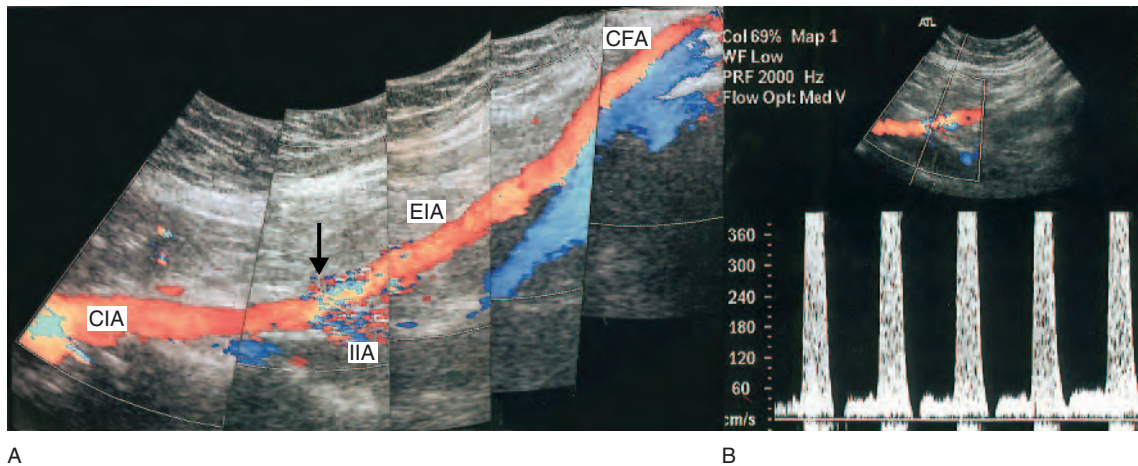 CFA
EIA
CIA
IIA
A
ATL
Col 69% Map 1
WF Low
PRF 2000 Hz
Flow Opt: Med V
360
300
240
180
120
60
cm/s
B